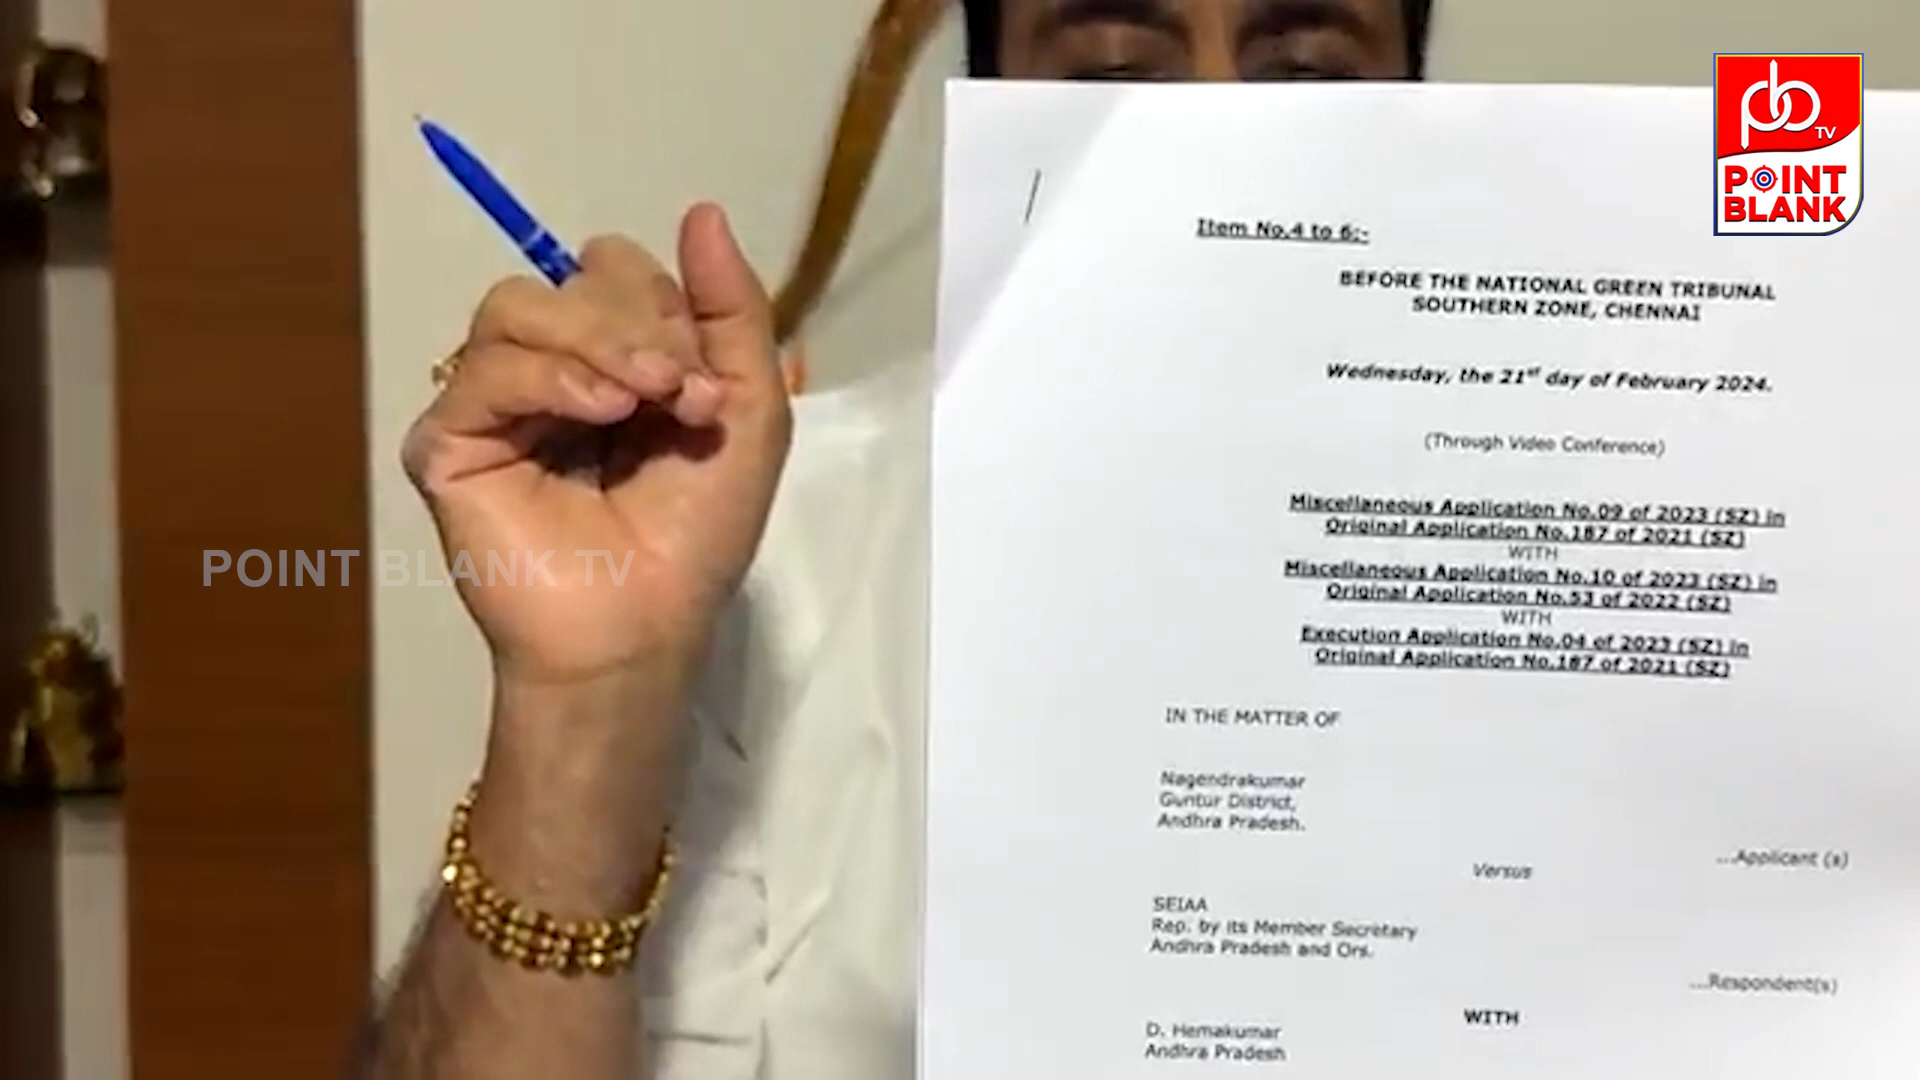 pb TV
POINT
BLANK
Item No.4 to 6:-
BEFORE THE NATIONAL GREEN TRIBUNAL
SOUTHERN ZONE, CHENNAI
Wednesday, the 21st day of February 2024.
(Through Video Conference)
Miscellaneous Application No.09 of 2023 (SZ) in
Original Application No.187 of 2021 (SZ)
WITH
Miscellaneous Application No.10 of 2023 (SZ) in
Original Application No.53 of 2022 (SZ)
WITH
Execution Application No.04 of 2023 (SZ) in
Original Application No.187 of 2021 (SZ)
POINT BLANK TV
IN THE MATTER OF
Nagendrakumar
Guntur District,
Andhra Pradesh.
...Applicant (s)
Versus
SEIAA
Rep. by its Member Secretary
Andhra Pradesh and Ors.
...Respondent(s)
WITH
D. Hemakumar
Andhra Pradesh